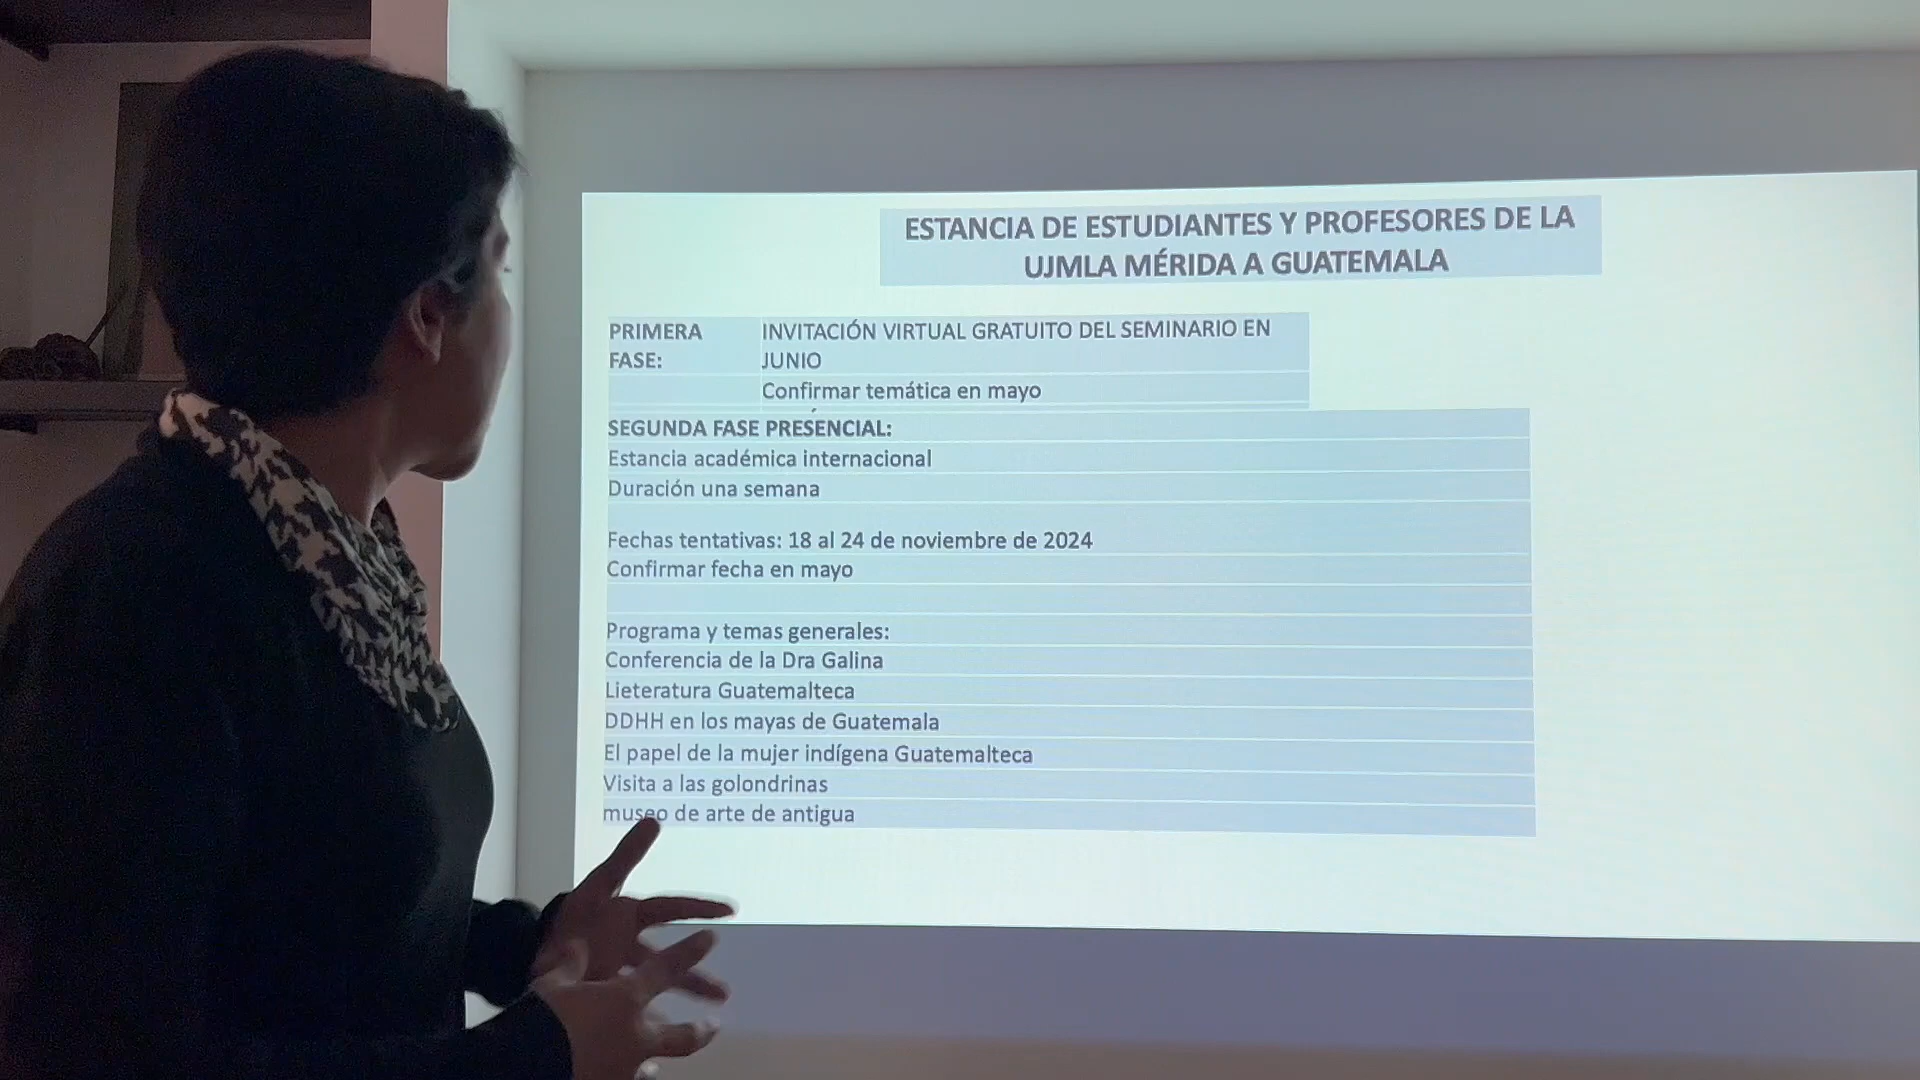 ESTANCIA DE ESTUDIANTES Y PROFESORES DE LA
UJMLA MÉRIDA A GUATEMALA
PRIMERA
FASE:
INVITACIÓN VIRTUAL GRATUITO DEL SEMINARIO EN
JUNIO
Confirmar temática en mayo
SEGUNDA FASE PRESENCIAL:
Estancia académica internacional
Duración una semana
Fechas tentativas: 18 al 24 de noviembre de 2024
Confirmar fecha en mayo
Programa y temas generales:
Conferencia de la Dra Galina
Lieteratura Guatemalteca
DDHH en los mayas de Guatemala
El papel de la mujer indígena Guatemalteca
Visita a las golondrinas
museo de arte de antigua